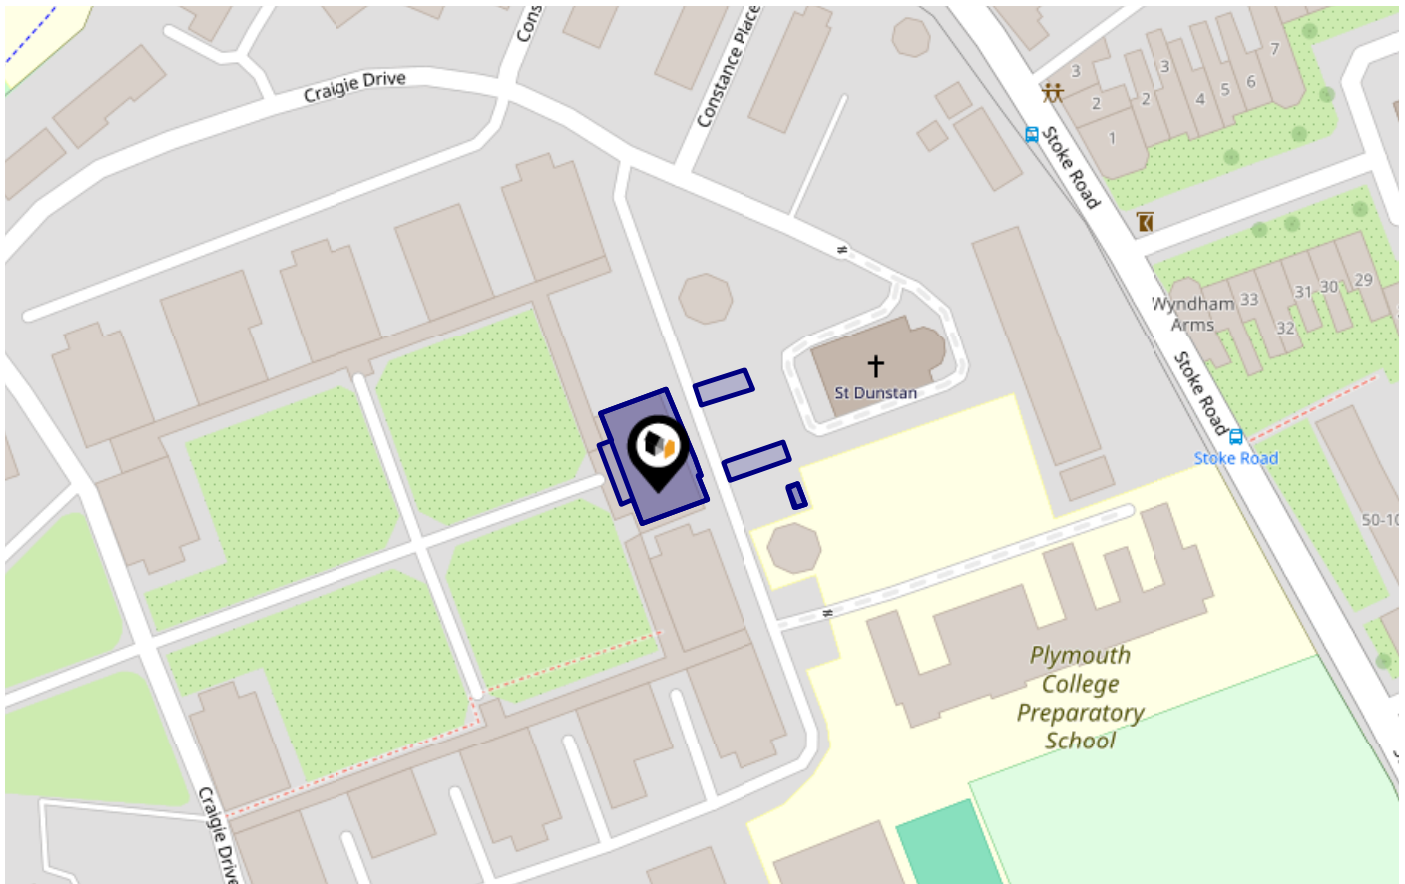 Cons
Constance Place
Craigie Drive
3
2
1
3
2
4
5
6
7
Stoke Road
Wyndham
Arms
33
32
31
30
29
St Dunstan
Stoke Road
Stoke Road
50-10
Plymouth
College
Preparatory
School
Craigie Drive